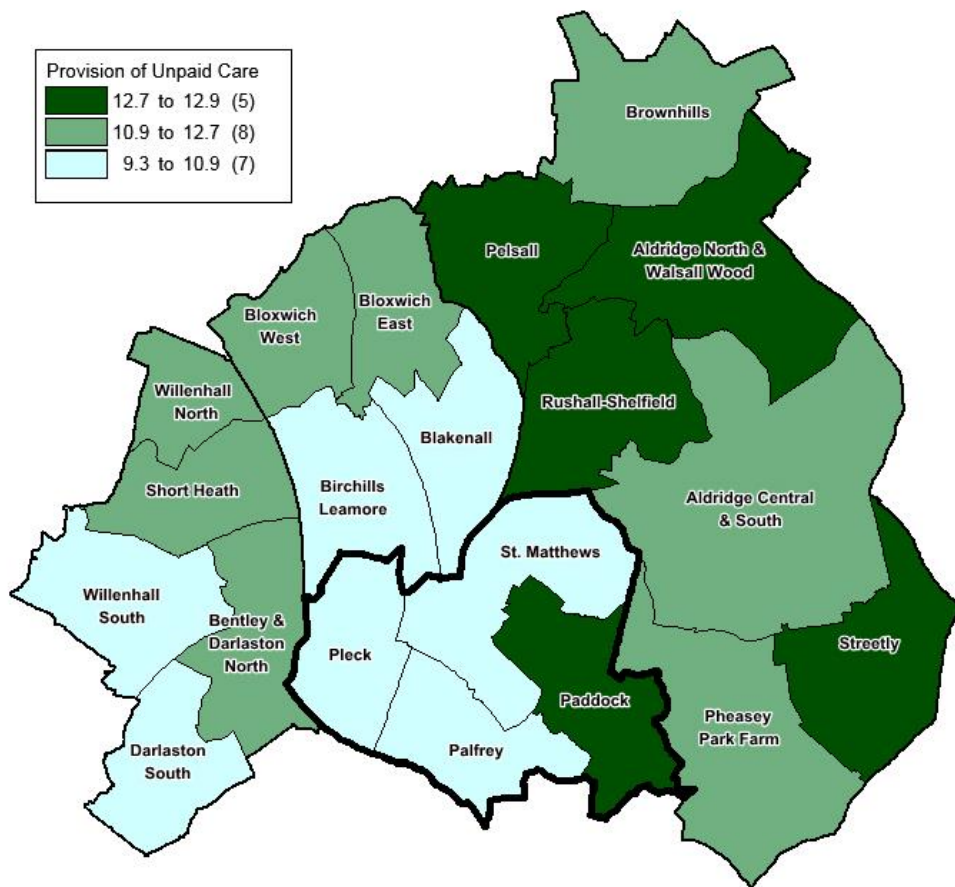 Provision of Unpaid Care
12.7 to 12.9 (5)
10.9 to 12.7 (8)
9.3 to 10.9 (7)
Brownhills
Pelsall
Aldridge North &
Walsall Wood
Bloxwich
West
Bloxwich
East
Willenhall
North
Rushall-Shelfield
Blakenall
Short Heath
Birchills
Leamore
Aldridge Central
& South
St. Matthews
Willenhall
South
Bentley &
Darlaston
North
Pleck
Streetly
Paddock
Pheasey
Park Farm
Darlaston
South
Palfrey